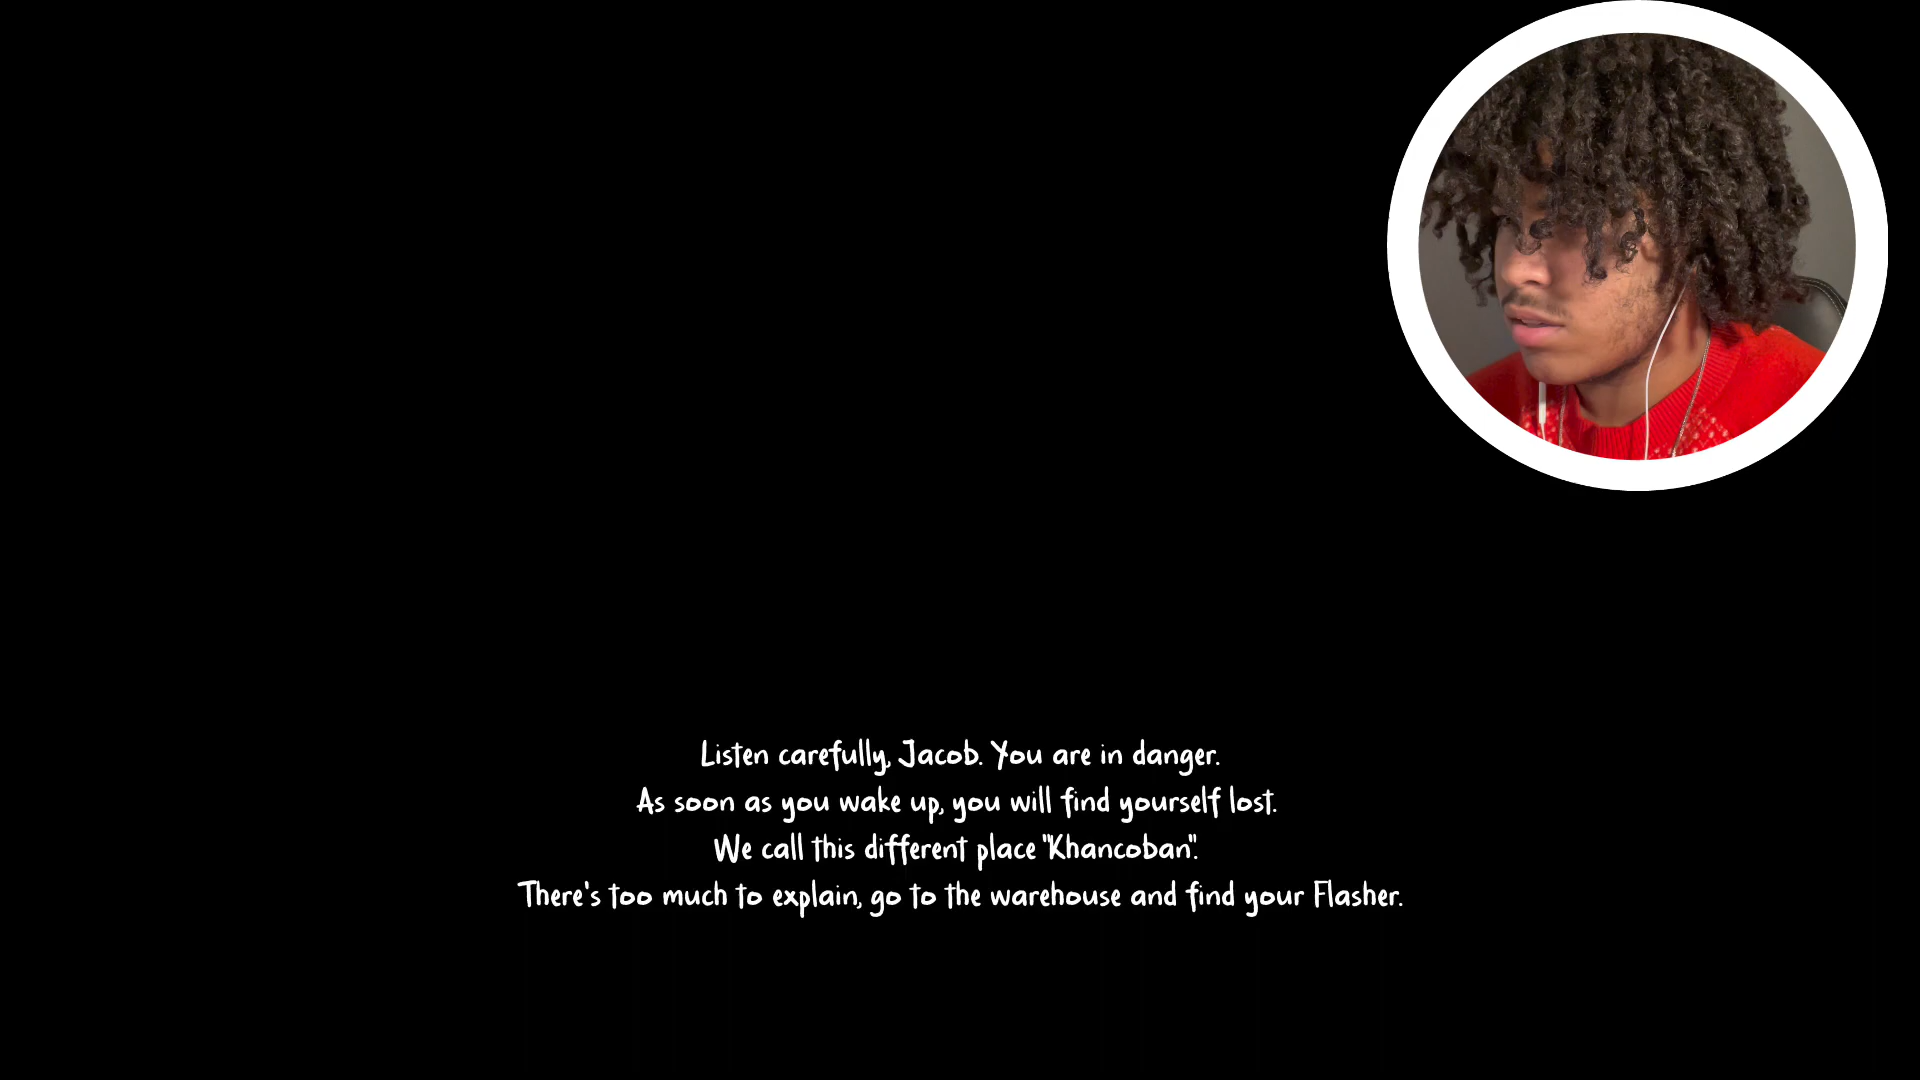 Listen carefully, Jacob. You are in danger.
As soon as you wake up, you will find yourself lost.
We call this different place "Khancoban".
There's too much to explain, go to the warehouse and find your Flasher.